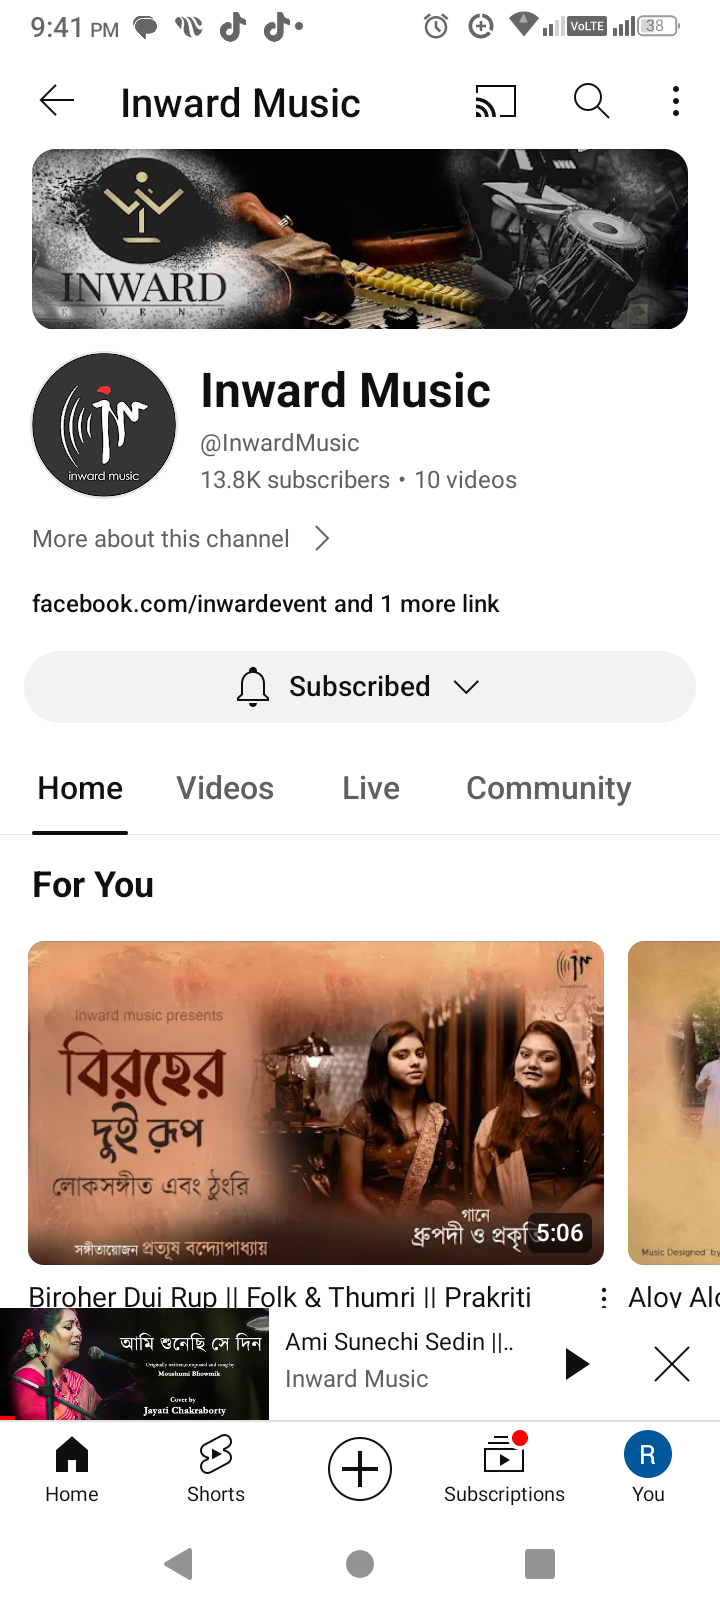 9:41 PM
VoLTE
38
Inward Music
INWARD
EVENT
inward music
Inward Music
@InwardMusic
13.8K subscribers • 10 videos
More about this channel
facebook.com/inwardevent and 1 more link
Subscribed
Home Videos Live Community
For You
Inward music presents
বিরহের
দুই রূপ
লোকসঙ্গীত এবং ঠুংরি
সঙ্গীতায়োজন প্রত্যূষ বন্দ্যোপাধ্যায়
গানে
ধ্রুপদী ও প্রকৃতি
5:06
Music Designed by
Biroher Dui Rup || Folk & Thumri || Prakriti
Aloy Alo
আমি শুনেছি সে দিন
Originally written,composed and song by
Moushumi Bhowmik
Cover by
Jayati Chakraborty
Ami Sunechi Sedin ||..
Inward Music
Home
Shorts
Subscriptions
R
You